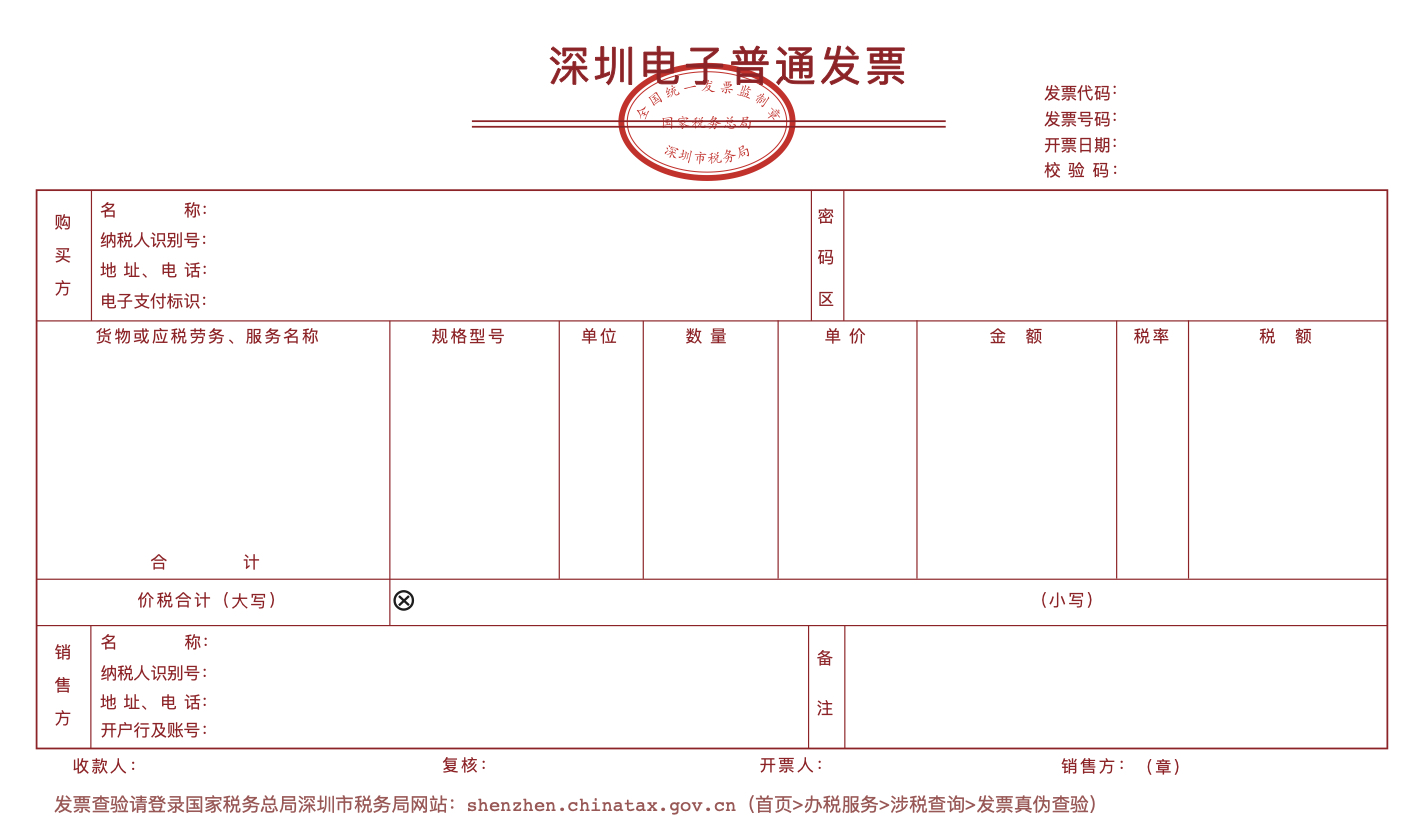 深圳电子普通发票
全国统一发票监制章
国家税务总局
深圳市税务局
发票代码：
发票号码：
开票日期：
校 验 码：
购买方
名 称：
纳税人识别号：
地 址、电 话：
电子支付标识：
密码区
货物或应税劳务、服务名称 规格型号 单位 数 量 单 价 金 额 税率 税 额
合 计
价税合计（大写） ⊗ （小写）
销售方
名 称：
纳税人识别号：
地 址、电 话：
开户行及账号：
备注
收款人： 复核： 开票人： 销售方：（章）
发票查验请登录国家税务总局深圳市税务局网站：shenzhen.chinatax.gov.cn（首页>办税服务>涉税查询>发票真伪查验）